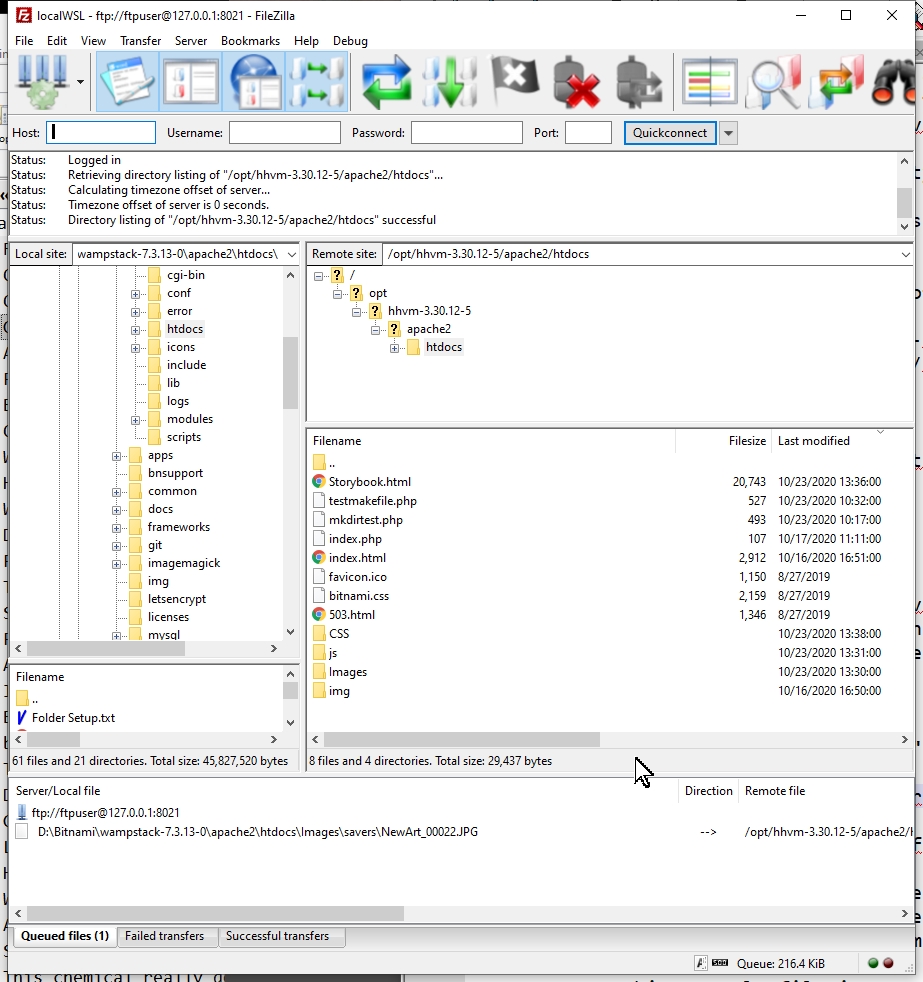 localWSL - ftp://ftpuser@127.0.0.1:8021 - FileZilla
File Edit View Transfer Server Bookmarks Help Debug
Host: Username: Password: Port: Quickconnect
Status: Logged in
Status: Retrieving directory listing of "/opt/hhvm-3.30.12-5/apache2/htdocs"...
Status: Calculating timezone offset of server...
Status: Timezone offset of server is 0 seconds.
Status: Directory listing of "/opt/hhvm-3.30.12-5/apache2/htdocs" successful
Local site: wampstack-7.3.13-0\apache2\htdocs\
cgi-bin
conf
error
htdocs
icons
include
lib
logs
modules
scripts
apps
bnsupport
common
docs
frameworks
git
imagemagick
img
letsencrypt
licenses
mysql
Filename
..
Folder Setup.txt
61 files and 21 directories. Total size: 45,827,520 bytes
Remote site: /opt/hhvm-3.30.12-5/apache2/htdocs
/
opt
hhvm-3.30.12-5
apache2
htdocs
Filename Filesize Last modified
..
Storybook.html 20,743 10/23/2020 13:36:00
testmakefile.php 527 10/23/2020 10:32:00
mkdirtest.php 493 10/23/2020 10:17:00
index.php 107 10/17/2020 11:11:00
index.html 2,912 10/16/2020 16:51:00
favicon.ico 1,150 8/27/2019
bitnami.css 2,159 8/27/2019
503.html 1,346 8/27/2019
CSS 10/23/2020 13:38:00
js 10/23/2020 13:31:00
Images 10/23/2020 13:30:00
img 10/16/2020 16:50:00
8 files and 4 directories. Total size: 29,437 bytes
Server/Local file Direction Remote file
ftp://ftpuser@127.0.0.1:8021
D:\Bitnami\wampstack-7.3.13-0\apache2\htdocs\Images\savers\NewArt_00022.JPG --> /opt/hhvm-3.30.12-5/apache2/h
Queued files (1) Failed transfers Successful transfers
Queue: 216.4 KiB
This chemical really d